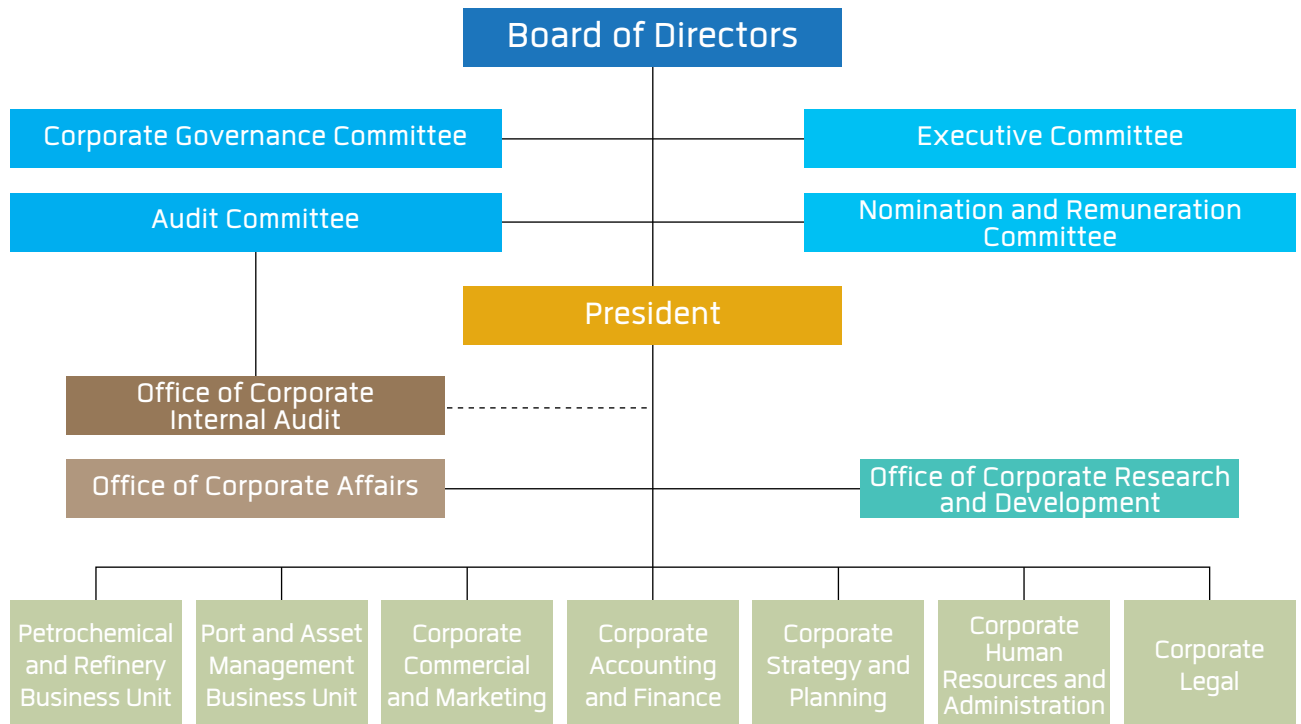 Board of Directors
Corporate Governance Committee
Executive Committee
Audit Committee
Nomination and Remuneration
Committee
President
Office of Corporate
Internal Audit
Office of Corporate Affairs
Office of Corporate Research
and Development
Petrochemical
and Refinery
Business Unit
Port and Asset
Management
Business Unit
Corporate
Commercial
and Marketing
Corporate
Accounting
and Finance
Corporate
Strategy and
Planning
Corporate
Human
Resources and
Administration
Corporate
Legal